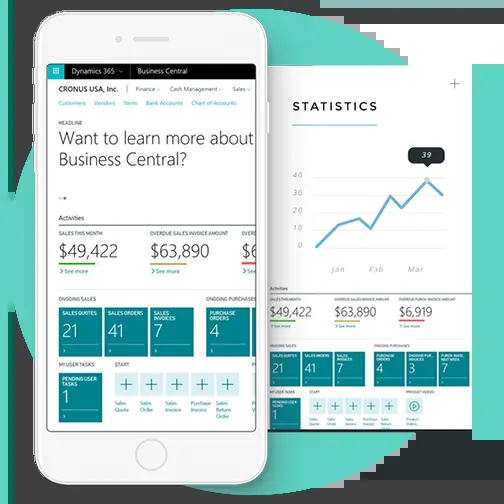 Dynamics 365 Business Central
CRONUS USA, Inc. Finance Cash Management Sales
Customers Vendors Items Bank Accounts Chart of Accounts
HEADLINE
Want to learn more about
Business Central?
Activities
SALES THIS MONTH OVERDUE SALES INVOICE AMOUNT OVERD
$49,422 $63,890 $6
> See more > See more > See
ONGOING SALES ONGOING PURCHASES
SALES QUOTES SALES ORDERS SALES INVOICES PURCHASE ORDERS
21 41 7 4
MY USER TASKS START
PENDING USER TASKS
1
Sales Quote Sales Order Sales Invoice Purchase Invoice Sales Return Order
STATISTICS
39
40
30
20
10
0
Jan Feb Mar
Activities
SALES THIS MONTH OVERDUE SALES INVOICE AMOUNT OVERDUE PURCH. INVOICE AMOUNT
$49,422 $63,890 $6,919
> See more > See more > See more
ONGOING SALES ONGOING PURCHASES
SALES QUOTES SALES ORDERS SALES INVOICES PURCHASE ORDERS ONGOING PUR. INVOICES PURCH. INVO. NEXT WEEK
21 41 7 4 3 7
MY USER TASKS START PRODUCT VIDEOS
PENDING USER TASKS
1
Sales Quote Sales Order Sales Invoice Purchase Invoice Sales Return Order Product Videos